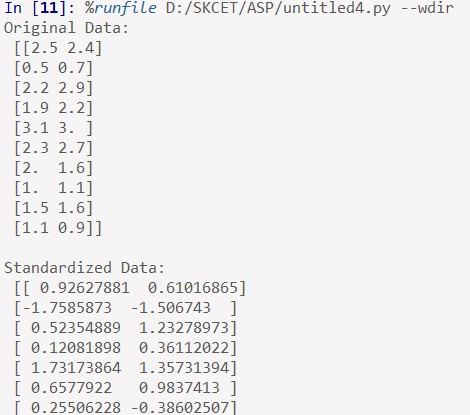 In [11]: %runfile D:/SKCET/ASP/untitled4.py --wdir
Original Data:
 [[2.5 2.4]
 [0.5 0.7]
 [2.2 2.9]
 [1.9 2.2]
 [3.1 3. ]
 [2.3 2.7]
 [2.  1.6]
 [1.  1.1]
 [1.5 1.6]
 [1.1 0.9]]

Standardized Data:
 [[ 0.92627881  0.61016865]
 [-1.7585873  -1.506743  ]
 [ 0.52354889  1.23278973]
 [ 0.12081898  0.36112022]
 [ 1.73173864  1.35731394]
 [ 0.6577922   0.9837413 ]
 [ 0.25506228 -0.38602507]